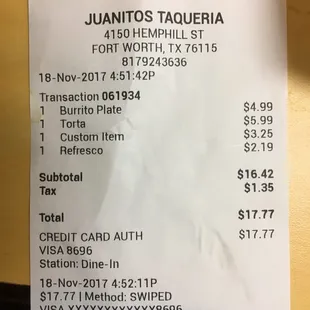 JUANITOS TAQUERIA
4150 HEMPHILL ST
FORT WORTH, TX 76115
8179243636
18-Nov-2017 4:51:42P
Transaction 061934
1 Burrito Plate $4.99
1 Torta $5.99
1 Custom Item $3.25
1 Refresco $2.19
Subtotal $16.42
Tax $1.35
Total $17.77
CREDIT CARD AUTH $17.77
VISA 8696
Station: Dine-In
18-Nov-2017 4:52:11P
$17.77 | Method: SWIPED
VISA XXXXXXXXXXXX8696